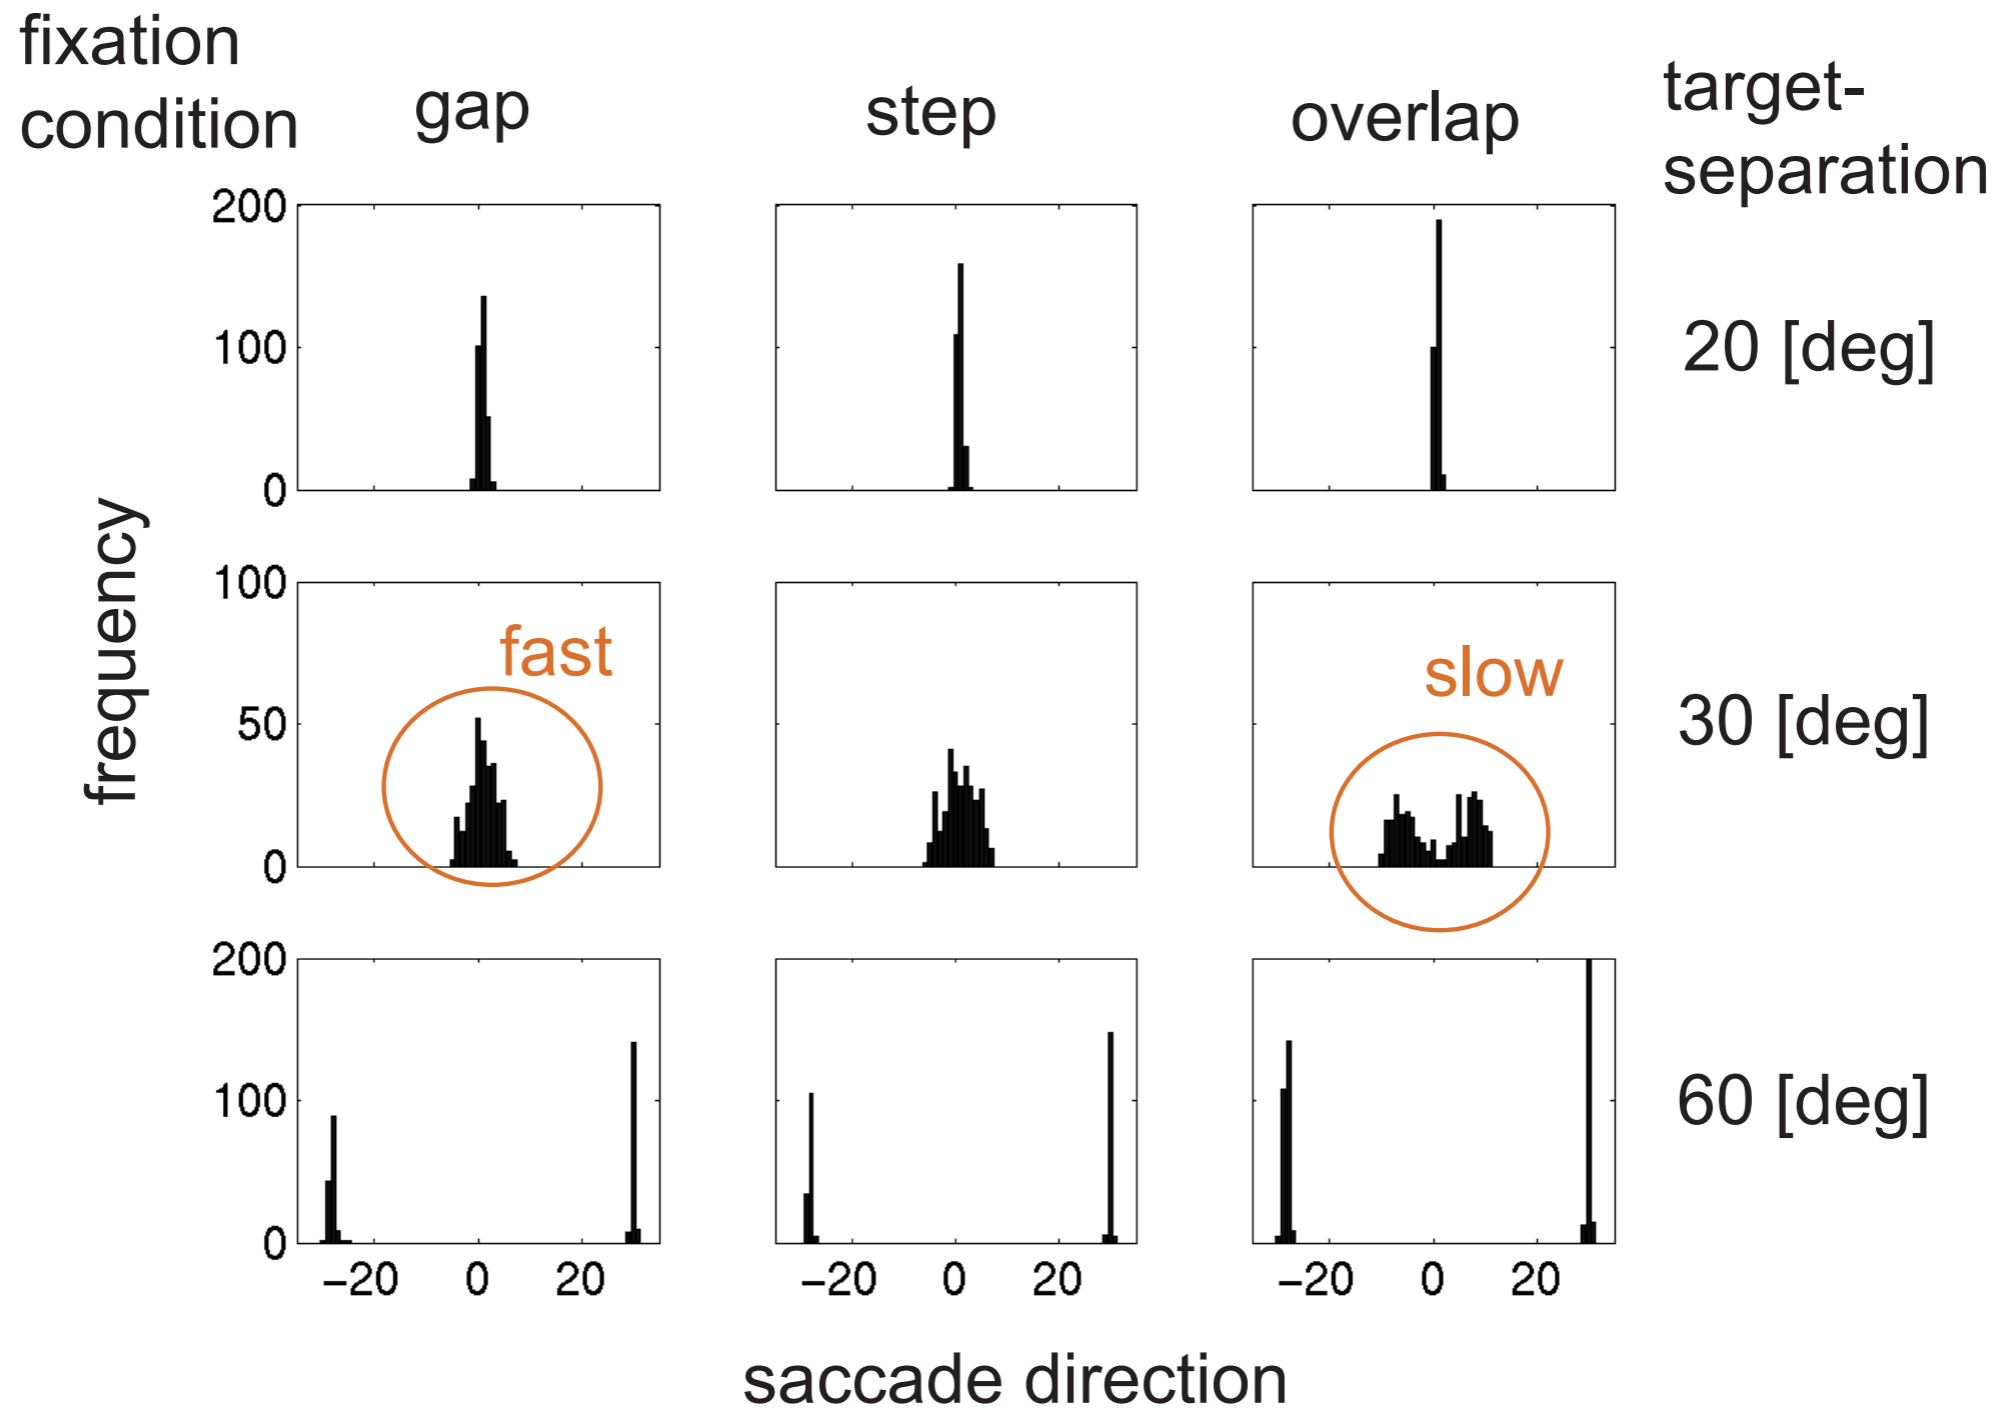 fixation
condition
gap
step
overlap
target-
separation
200
100
0
20 [deg]
frequency
100
50
0
fast
slow
30 [deg]
200
100
0
60 [deg]
−20 0 20
−20 0 20
−20 0 20
saccade direction